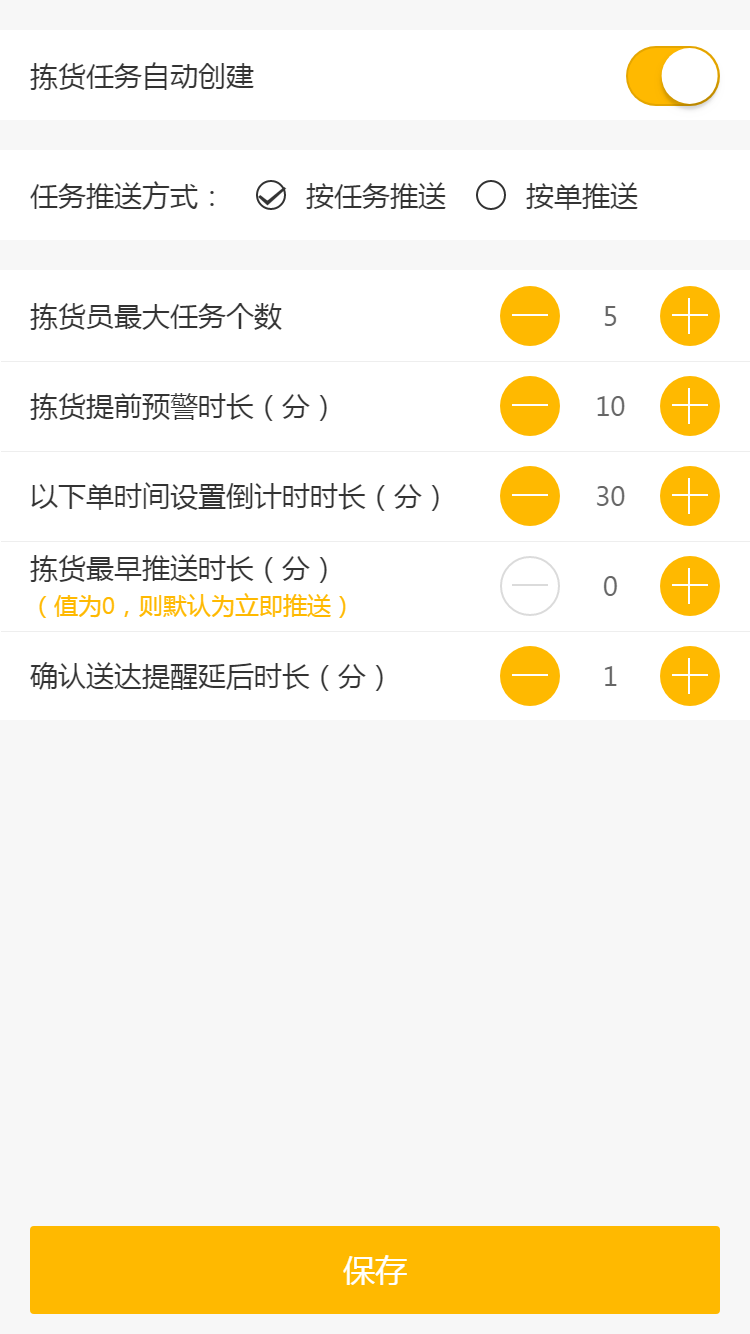 拣货任务自动创建
任务推送方式： 按任务推送 按单推送
拣货员最大任务个数 5
拣货提前预警时长（分） 10
以下单时间设置倒计时时长（分） 30
拣货最早推送时长（分） 0
（值为0，则默认为立即推送）
确认送达提醒延后时长（分） 1
保存